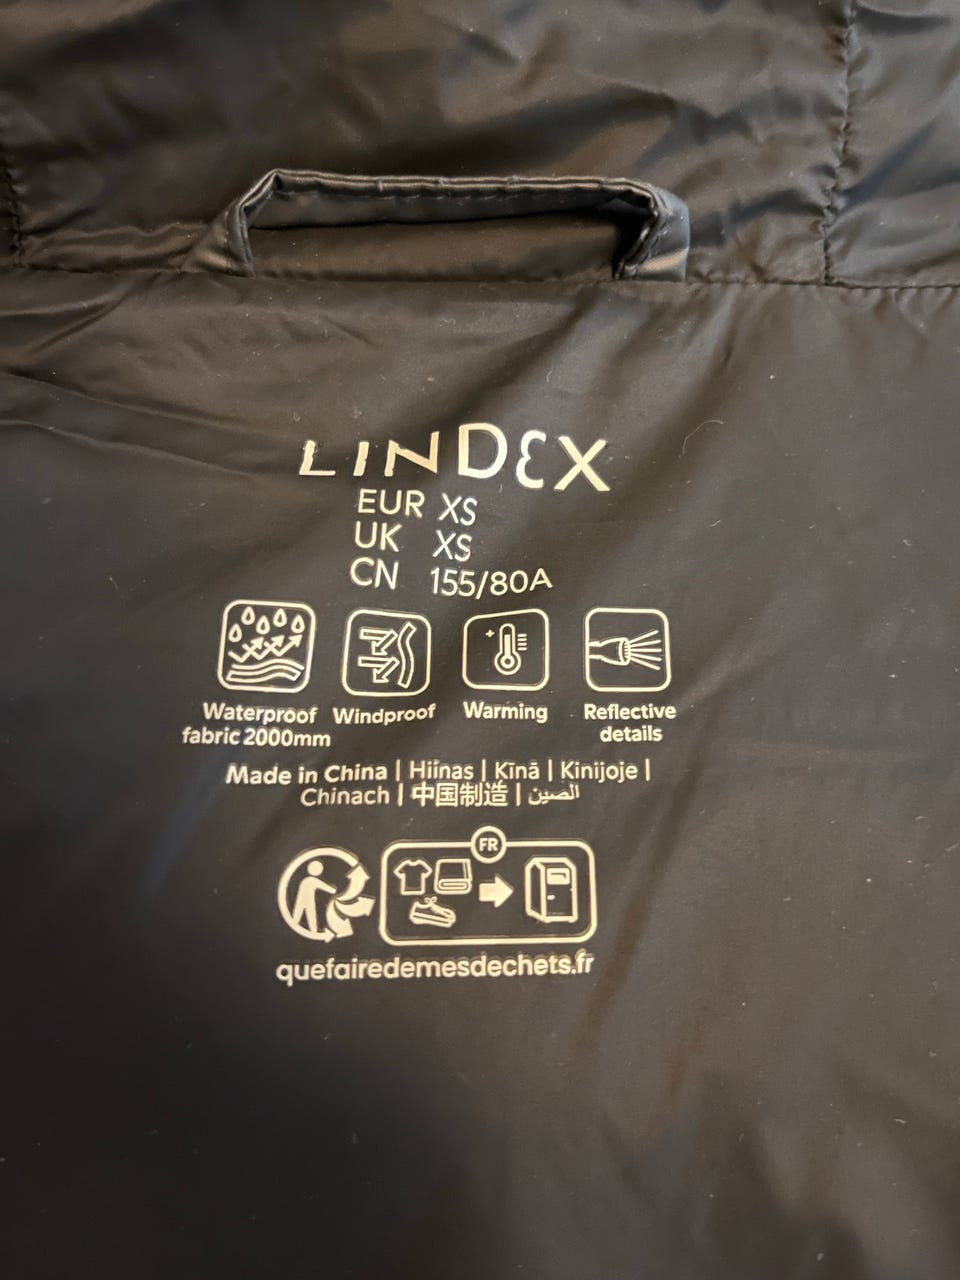 LINDEX
EUR XS
UK XS
CN 155/80A
Waterproof fabric 2000mm
Windproof
Warming
Reflective details
Made in China | Hiinas | Ķīnā | Kinijoje |
Chinach | 中国制造 | الصين
FR
quefairedemesdechets.fr